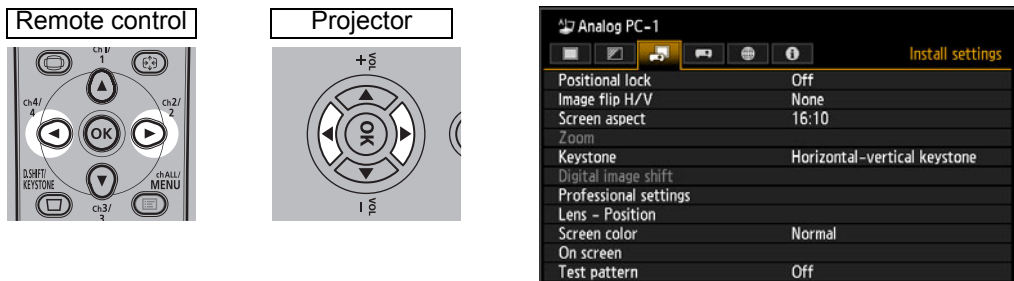 Remote control
Projector
Ch1/
1
Ch4/
4
Ch2/
2
OK
D.SHIFT/
KEYSTONE
ch ALL/
MENU
Ch3/
3
+ VOL
OK
- VOL
Analog PC-1
Install settings
Positional lock Off
Image flip H/V None
Screen aspect 16:10
Zoom
Keystone Horizontal-vertical keystone
Digital image shift
Professional settings
Lens - Position
Screen color Normal
On screen
Test pattern Off